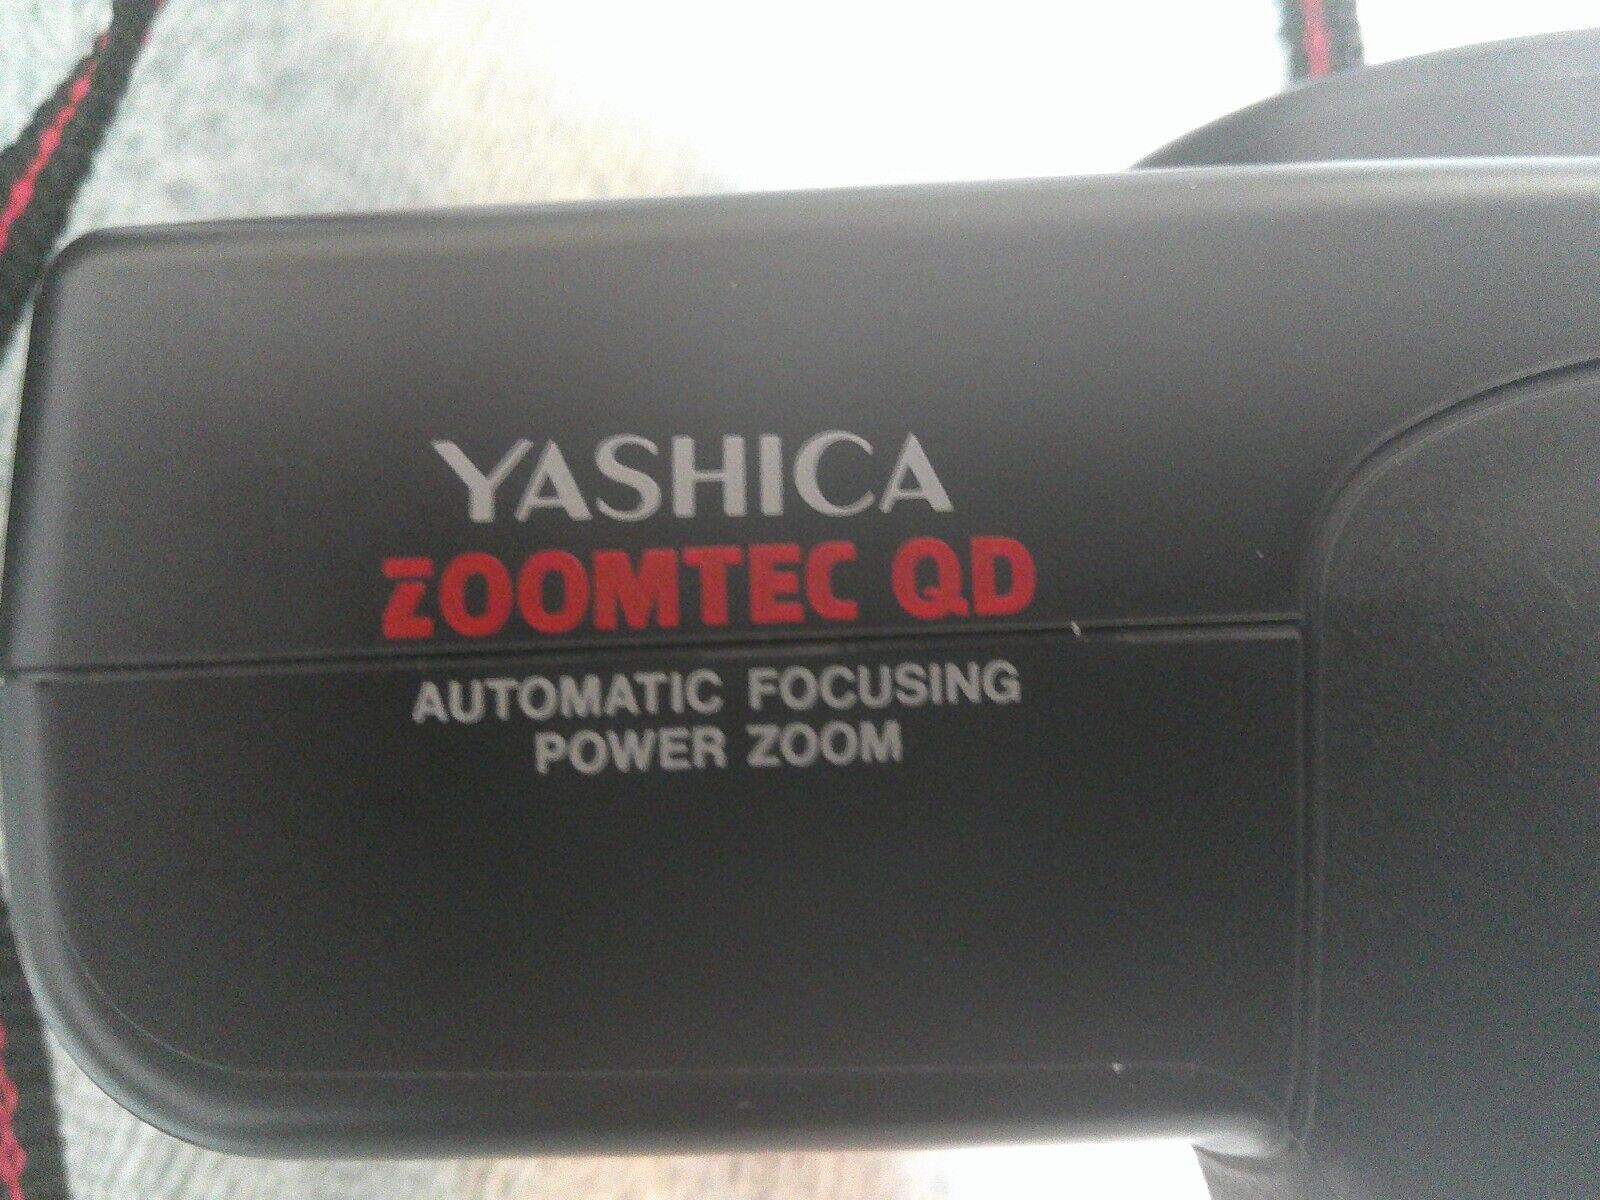 YASHICA
ZOOMTEC QD
AUTOMATIC FOCUSING
POWER ZOOM